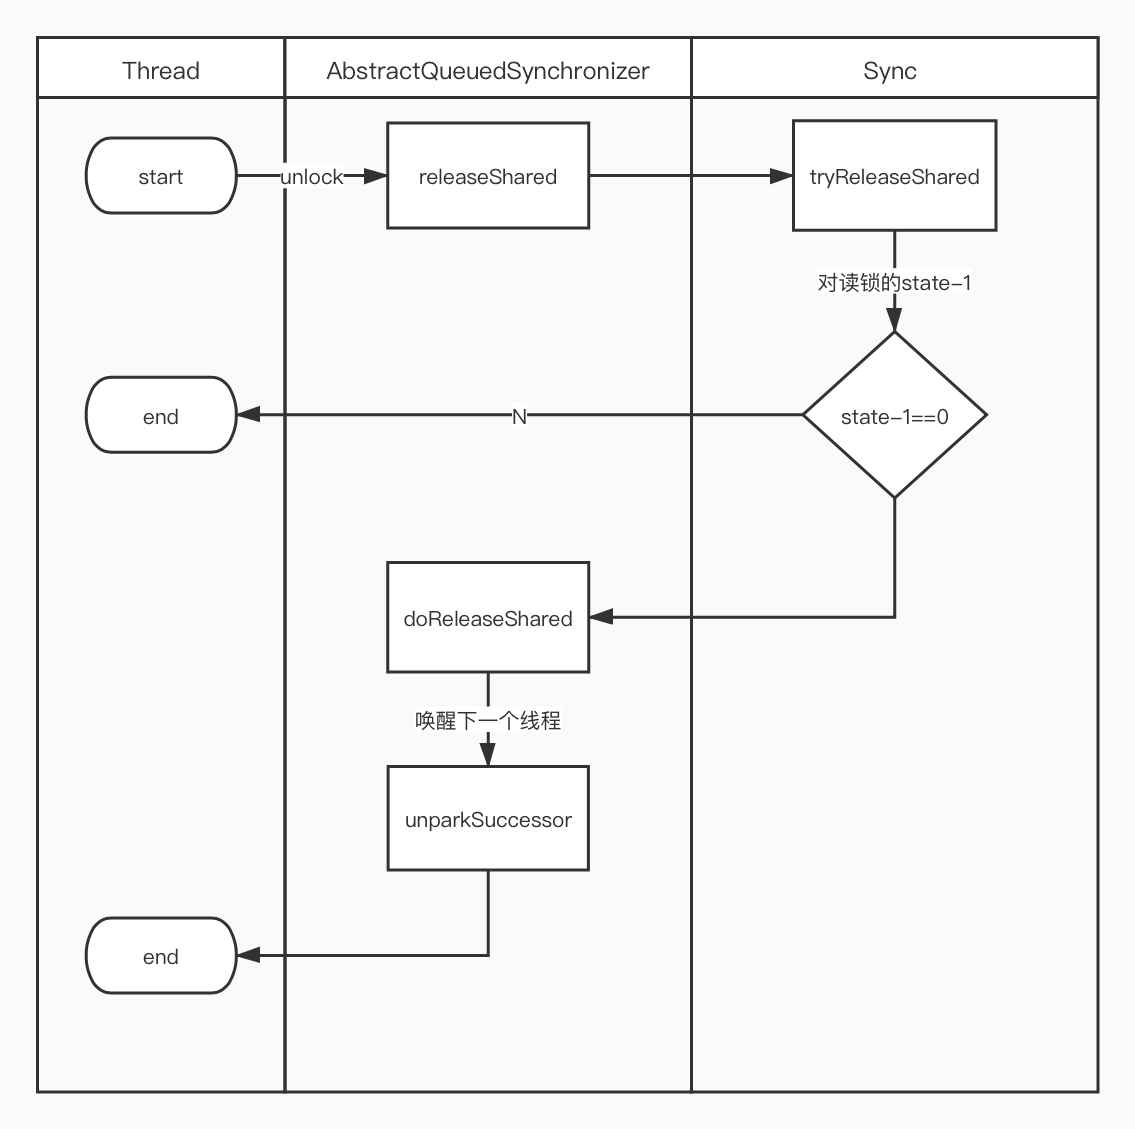 Thread
AbstractQueuedSynchronizer
Sync
start
unlock
releaseShared
tryReleaseShared
对读锁的state-1
end
N
state-1==0
doReleaseShared
唤醒下一个线程
unparkSuccessor
end